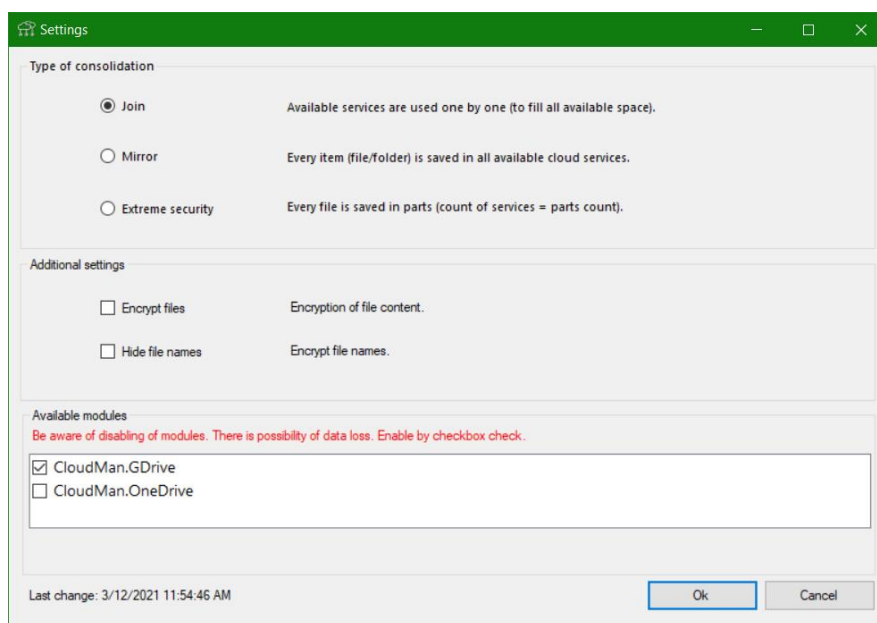 Settings
Type of consolidation
Join Available services are used one by one (to fill all available space).
Mirror Every item (file/folder) is saved in all available cloud services.
Extreme security Every file is saved in parts (count of services = parts count).
Additional settings
Encrypt files Encryption of file content.
Hide file names Encrypt file names.
Available modules
Be aware of disabling of modules. There is possibility of data loss. Enable by checkbox check.
CloudMan.GDrive
CloudMan.OneDrive
Last change: 3/12/2021 11:54:46 AM Ok Cancel